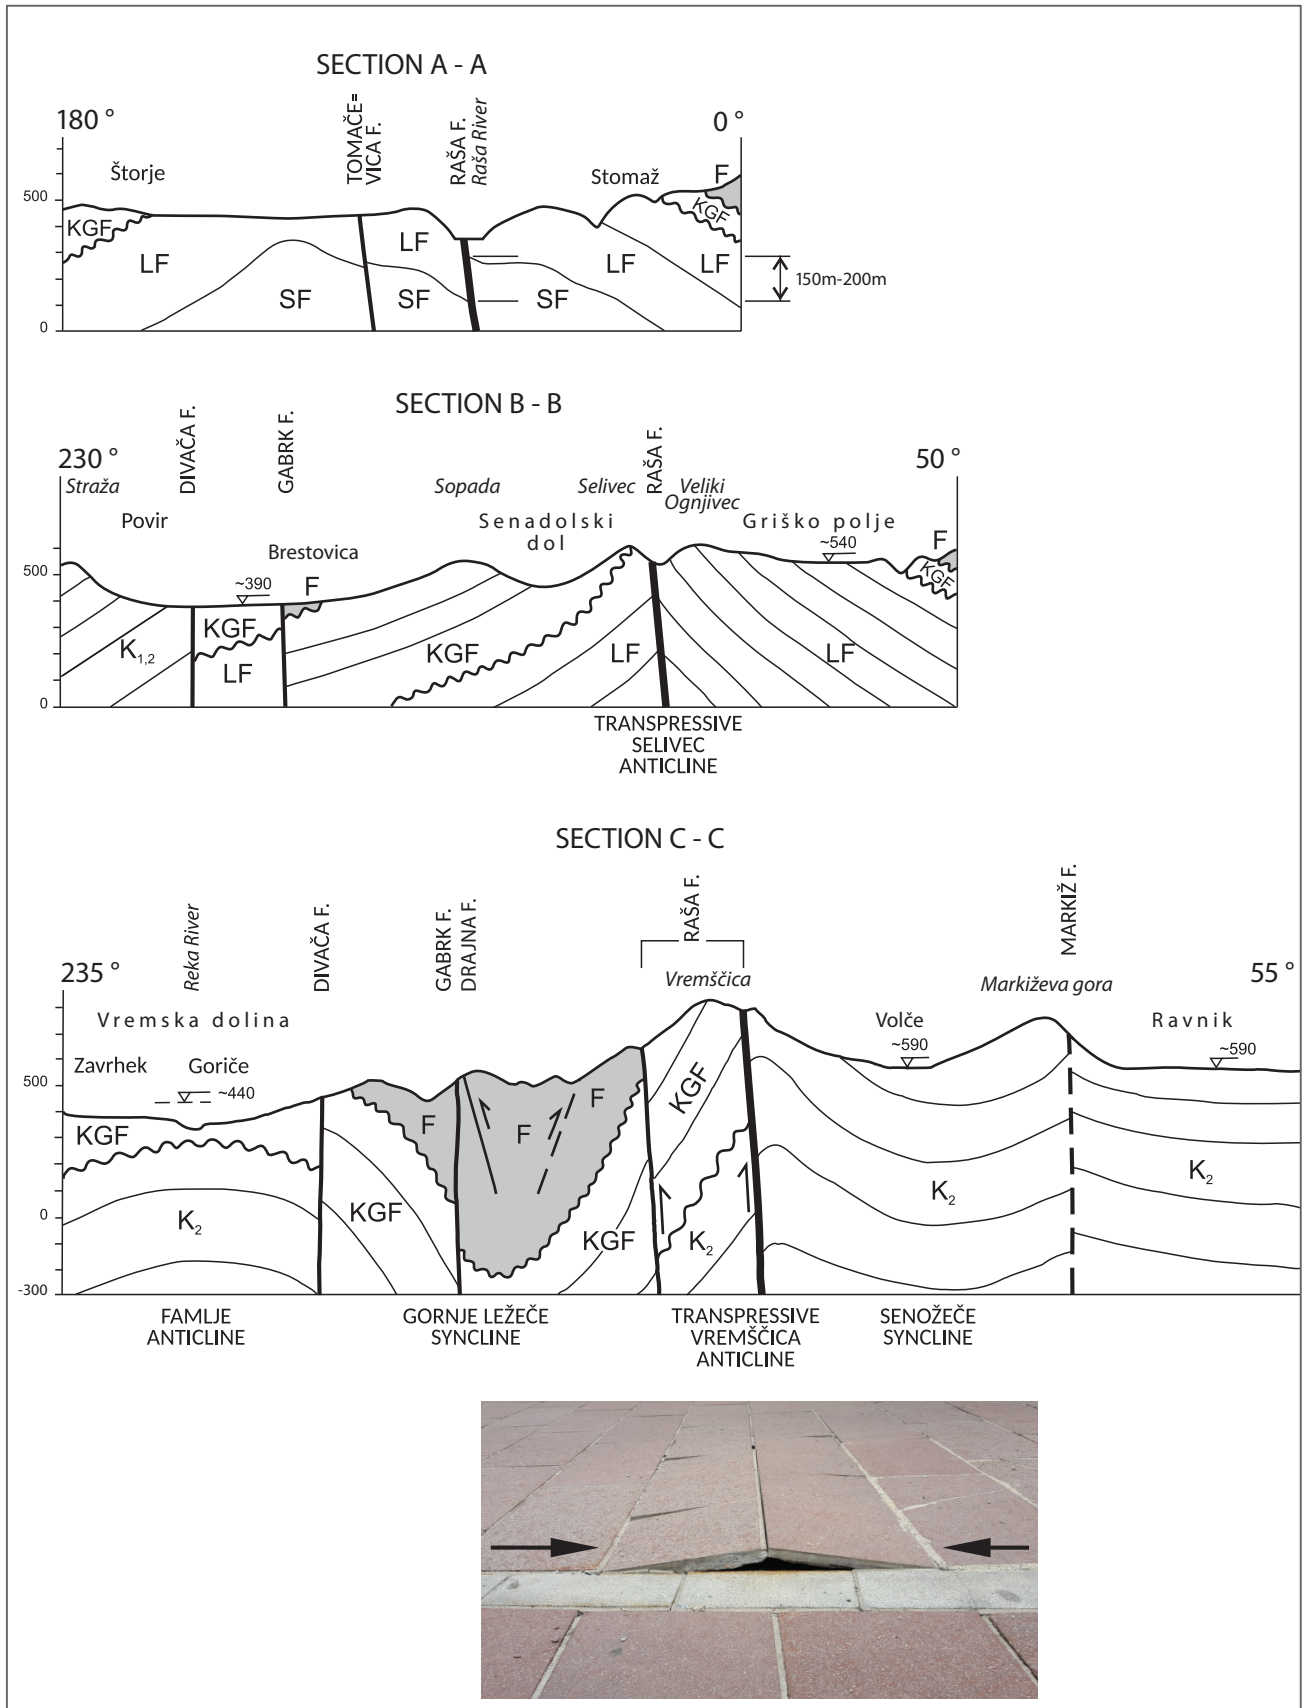 SECTION A - A
180 °
TOMAČE=
VICA F.
RAŠA F.
Raša River
0 °
Štorje
Stomaž
F
500
KGF
KGF
LF
LF
LF
LF
150m-200m
SF
SF
SF
0
SECTION B - B
230 °
DIVAČA F.
GABRK F.
RAŠA F.
50 °
Straža
Sopada
Selivec
Veliki
Ognjivec
Povir
Senadolski
dol
Griško polje
Brestovica
~540
F
500
~390
F
KGF
KGF
K1,2
KGF
LF
LF
LF
0
TRANSPRESSIVE
SELIVEC
ANTICLINE
SECTION C - C
235 °
Reka River
DIVAČA F.
GABRK F.
DRAJNA F.
RAŠA F.
MARKIŽ F.
55 °
Vremščica
Markiževa gora
Vremska dolina
Volče
Ravnik
Zavrhek
Goriče
~590
~590
500
~440
F
F
F
KGF
KGF
KGF
KGF
K2
K2
K2
K2
0
-300
FAMLJE
ANTICLINE
GORNJE LEŽEČE
SYNCLINE
TRANSPRESSIVE
VREMŠČICA
ANTICLINE
SENOŽEČE
SYNCLINE